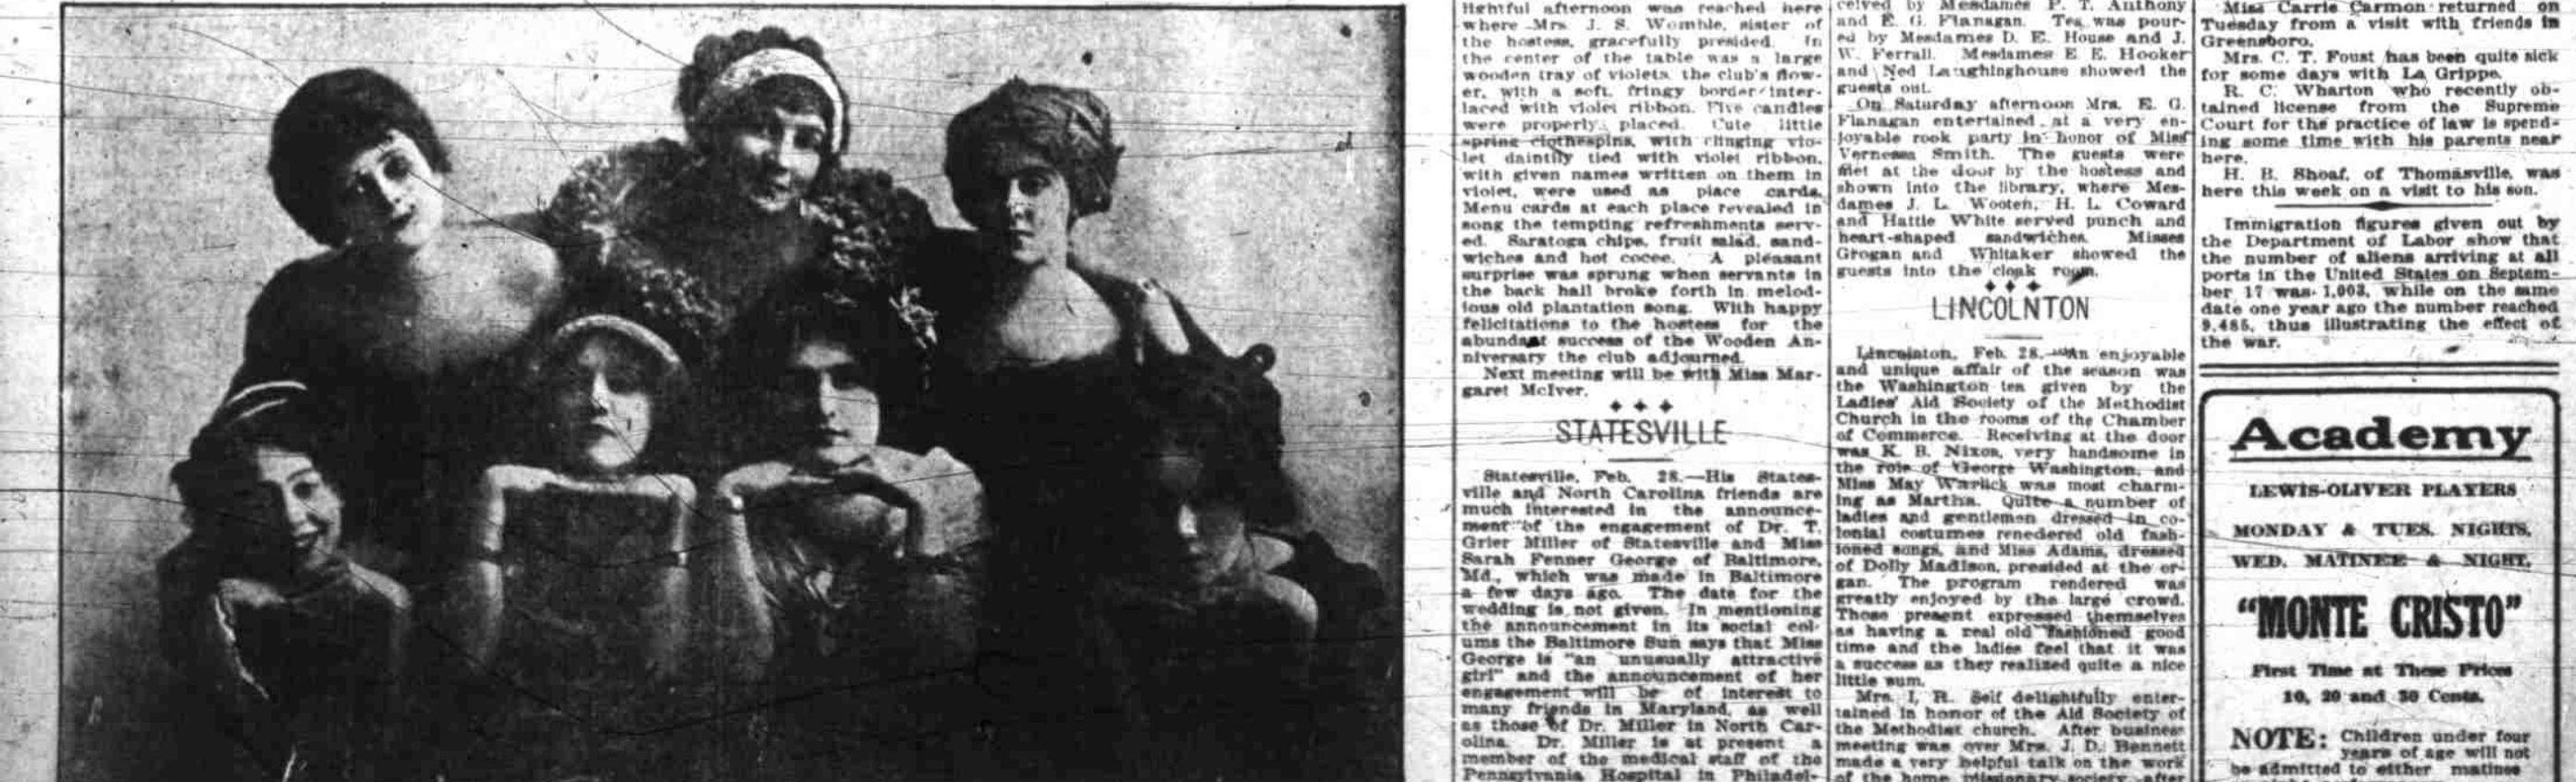 lightful afternoon was reached here
where Mrs. J. S. Womble, sister of
the hostess, gracefully presided. In
the center of the table was a large
wooden tray of violets, the club's flow-
er, with a soft, fringy border inter-
laced with violet ribbon. Five candles
were properly placed. Cute little
spring clothespins, with clinging vio-
let daintily tied with violet ribbon,
with given names written on them in
violet, were used as place cards.
Menu cards at each place revealed in
song the tempting refreshments serv-
ed. Saratoga chips, fruit salad, sand-
wiches and hot cocoe. A pleasant
surprise was sprung when servants in
the back hall broke forth in melod-
ious old plantation song. With happy
felicitations to the hostess for the
abundant success of the Wooden An-
niversary the club adjourned.
Next meeting will be with Miss Mar-
garet McIver.
STATESVILLE
Statesville, Feb. 28.—His States-
ville and North Carolina friends are
much interested in the announce-
ment of the engagement of Dr. T.
Grier Miller of Statesville and Miss
Sarah Fenner George of Baltimore,
Md., which was made in Baltimore
a few days ago. The date for the
wedding is not given. In mentioning
the announcement in its social col-
ums the Baltimore Sun says that Miss
George is "an unusually attractive
girl" and the announcement of her
engagement will be of interest to
many friends in Maryland, as well
as those of Dr. Miller in North Car-
olina. Dr. Miller is at present a
member of the medical staff of the
Pennsylvania Hospital in Philadel-
ceived by Mesdames P. T. Anthony
and E. G. Flanagan. Tea was pour-
ed by Mesdames D. E. House and J.
W. Ferrall. Mesdames E E. Hooker
and Ned Laughinghouse showed the
guests out.
On Saturday afternoon Mrs. E. G.
Flanagan entertained at a very en-
joyable rook party in honor of Miss
Vernessa Smith. The guests were
met at the door by the hostess and
shown into the library, where Mes-
dames J. L. Wooten, H. L. Coward
and Hattie White served punch and
heart-shaped sandwiches. Misses
Grogan and Whitaker showed the
guests into the cloak room.
LINCOLNTON
Lincolnton, Feb. 28.—An enjoyable
and unique affair of the season was
the Washington tea given by the
Ladies' Aid Society of the Methodist
Church in the rooms of the Chamber
of Commerce. Receiving at the door
was K. B. Nixon, very handsome in
the role of George Washington, and
Miss May Warlick was most charm-
ing as Martha. Quite a number of
ladies and gentlemen dressed in co-
lonial costumes renedered old fash-
ioned songs, and Miss Adams, dressed
of Dolly Madison, presided at the or-
gan. The program rendered was
greatly enjoyed by the large crowd.
Those present expressed themselves
as having a real old fashioned good
time and the ladies feel that it was
a success as they realized quite a nice
little sum.
Mrs. I. R. Self delightfully enter-
tained in honor of the Aid Society of
the Methodist church. After business
meeting was over Mrs. J. D. Bennett
made a very helpful talk on the work
of the home missionary society after
Miss Carrie Carmon returned on
Tuesday from a visit with friends in
Greensboro.
Mrs. C. T. Foust has been quite sick
for some days with La Grippe.
R. C. Wharton who recently ob-
tained license from the Supreme
Court for the practice of law is spend-
ing some time with his parents near
here.
H. B. Shoaf, of Thomasville, was
here this week on a visit to his son.
Immigration figures given out by
the Department of Labor show that
the number of aliens arriving at all
ports in the United States on Septem-
ber 17 was 1,003, while on the same
date one year ago the number reached
9,485, thus illustrating the effect of
the war.
Academy
LEWIS-OLIVER PLAYERS
MONDAY & TUES. NIGHTS,
WED. MATINEE & NIGHT,
"MONTE CRISTO"
First Time at These Prices
10, 20 and 30 Cents.
NOTE: Children under four
years of age will not
be admitted to either matinee